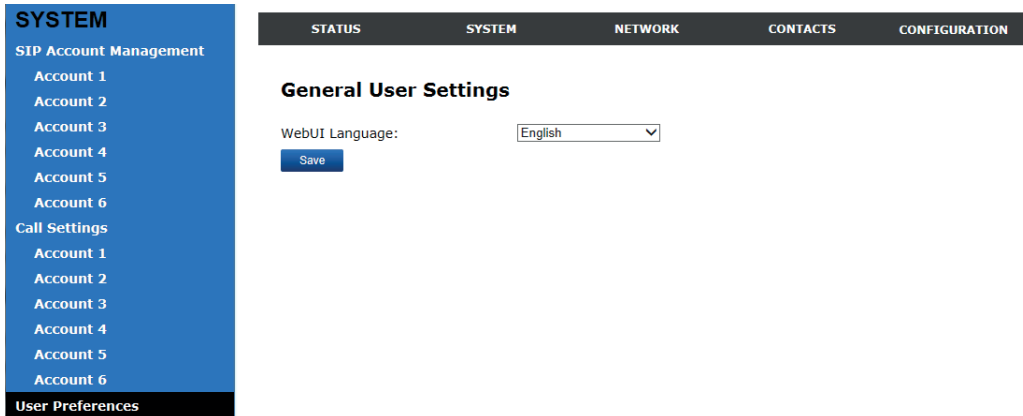 SYSTEM
SIP Account Management
Account 1
Account 2
Account 3
Account 4
Account 5
Account 6
Call Settings
Account 1
Account 2
Account 3
Account 4
Account 5
Account 6
User Preferences
STATUS SYSTEM NETWORK CONTACTS CONFIGURATION
General User Settings
WebUI Language: English
Save